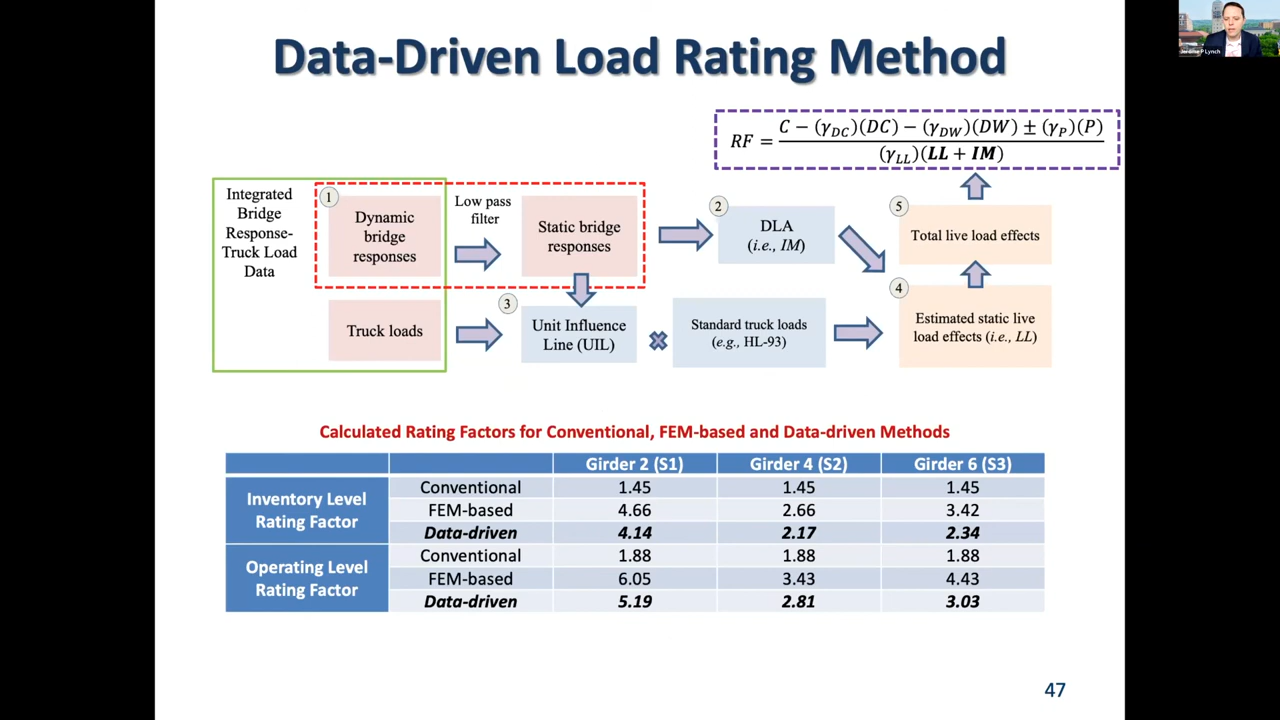 Data-Driven Load Rating Method
Jerome P Lynch
RF = C − (γ_DC)(DC) − (γ_DW)(DW) ± (γ_P)(P) / (γ_LL)(LL + IM)
Integrated
Bridge
Response-
Truck Load
Data
1
Dynamic
bridge
responses
Low pass
filter
Static bridge
responses
2
DLA
(i.e., IM)
5
Total live load effects
Truck loads
3
Unit Influence
Line (UIL)
×
Standard truck loads
(e.g., HL-93)
4
Estimated static live
load effects (i.e., LL)
Calculated Rating Factors for Conventional, FEM-based and Data-driven Methods
Girder 2 (S1) Girder 4 (S2) Girder 6 (S3)
Inventory Level
Rating Factor
Conventional 1.45 1.45 1.45
FEM-based 4.66 2.66 3.42
Data-driven 4.14 2.17 2.34
Operating Level
Rating Factor
Conventional 1.88 1.88 1.88
FEM-based 6.05 3.43 4.43
Data-driven 5.19 2.81 3.03
47